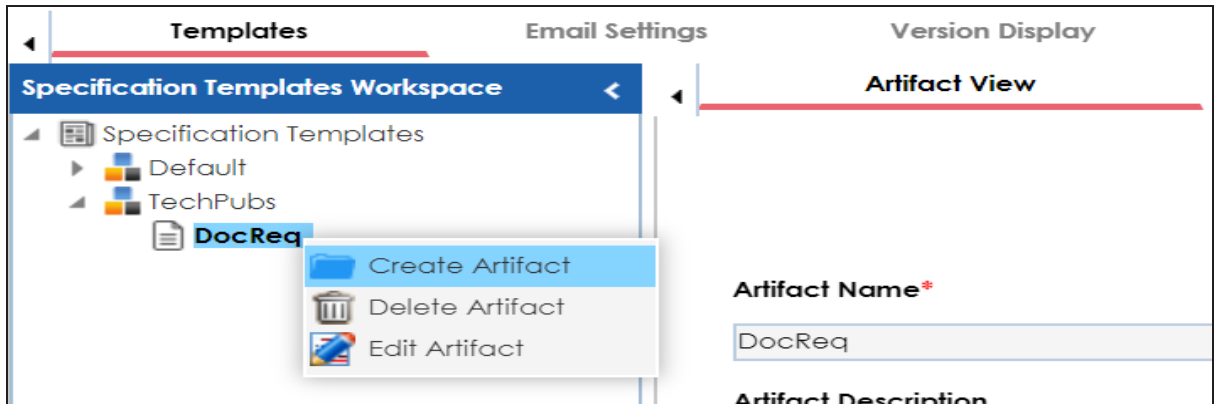 Templates Email Settings Version Display
Specification Templates Workspace
Artifact View
Specification Templates
Default
TechPubs
DocReq
Create Artifact
Delete Artifact
Edit Artifact
Artifact Name*
DocReq
Artifact Description